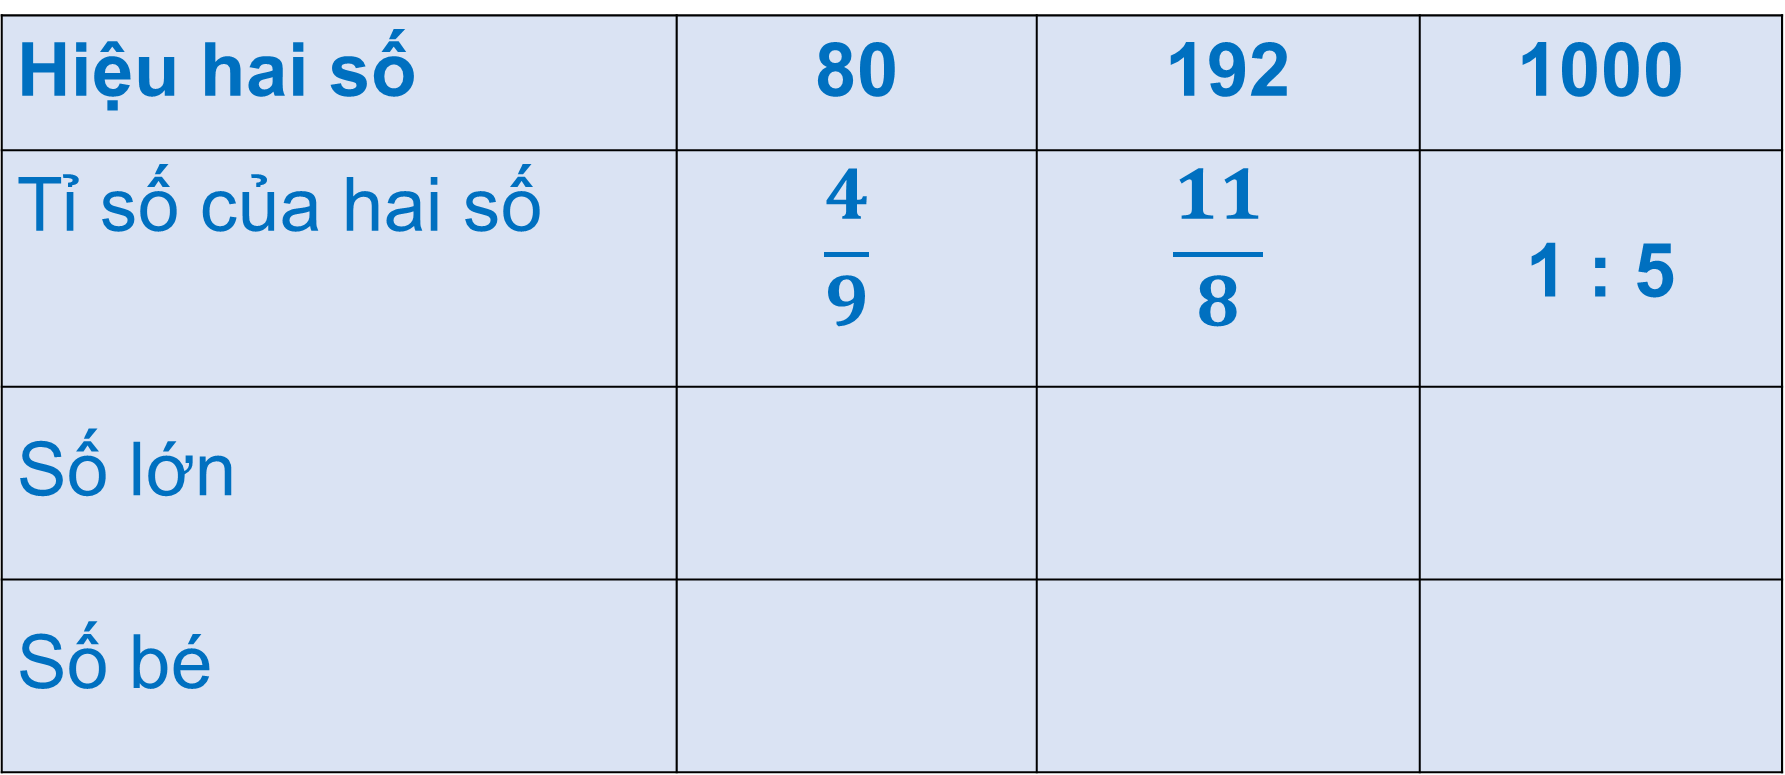 Hiệu hai số 80 192 1000
Tỉ số của hai số 4/9 11/8 1 : 5
Số lớn
Số bé